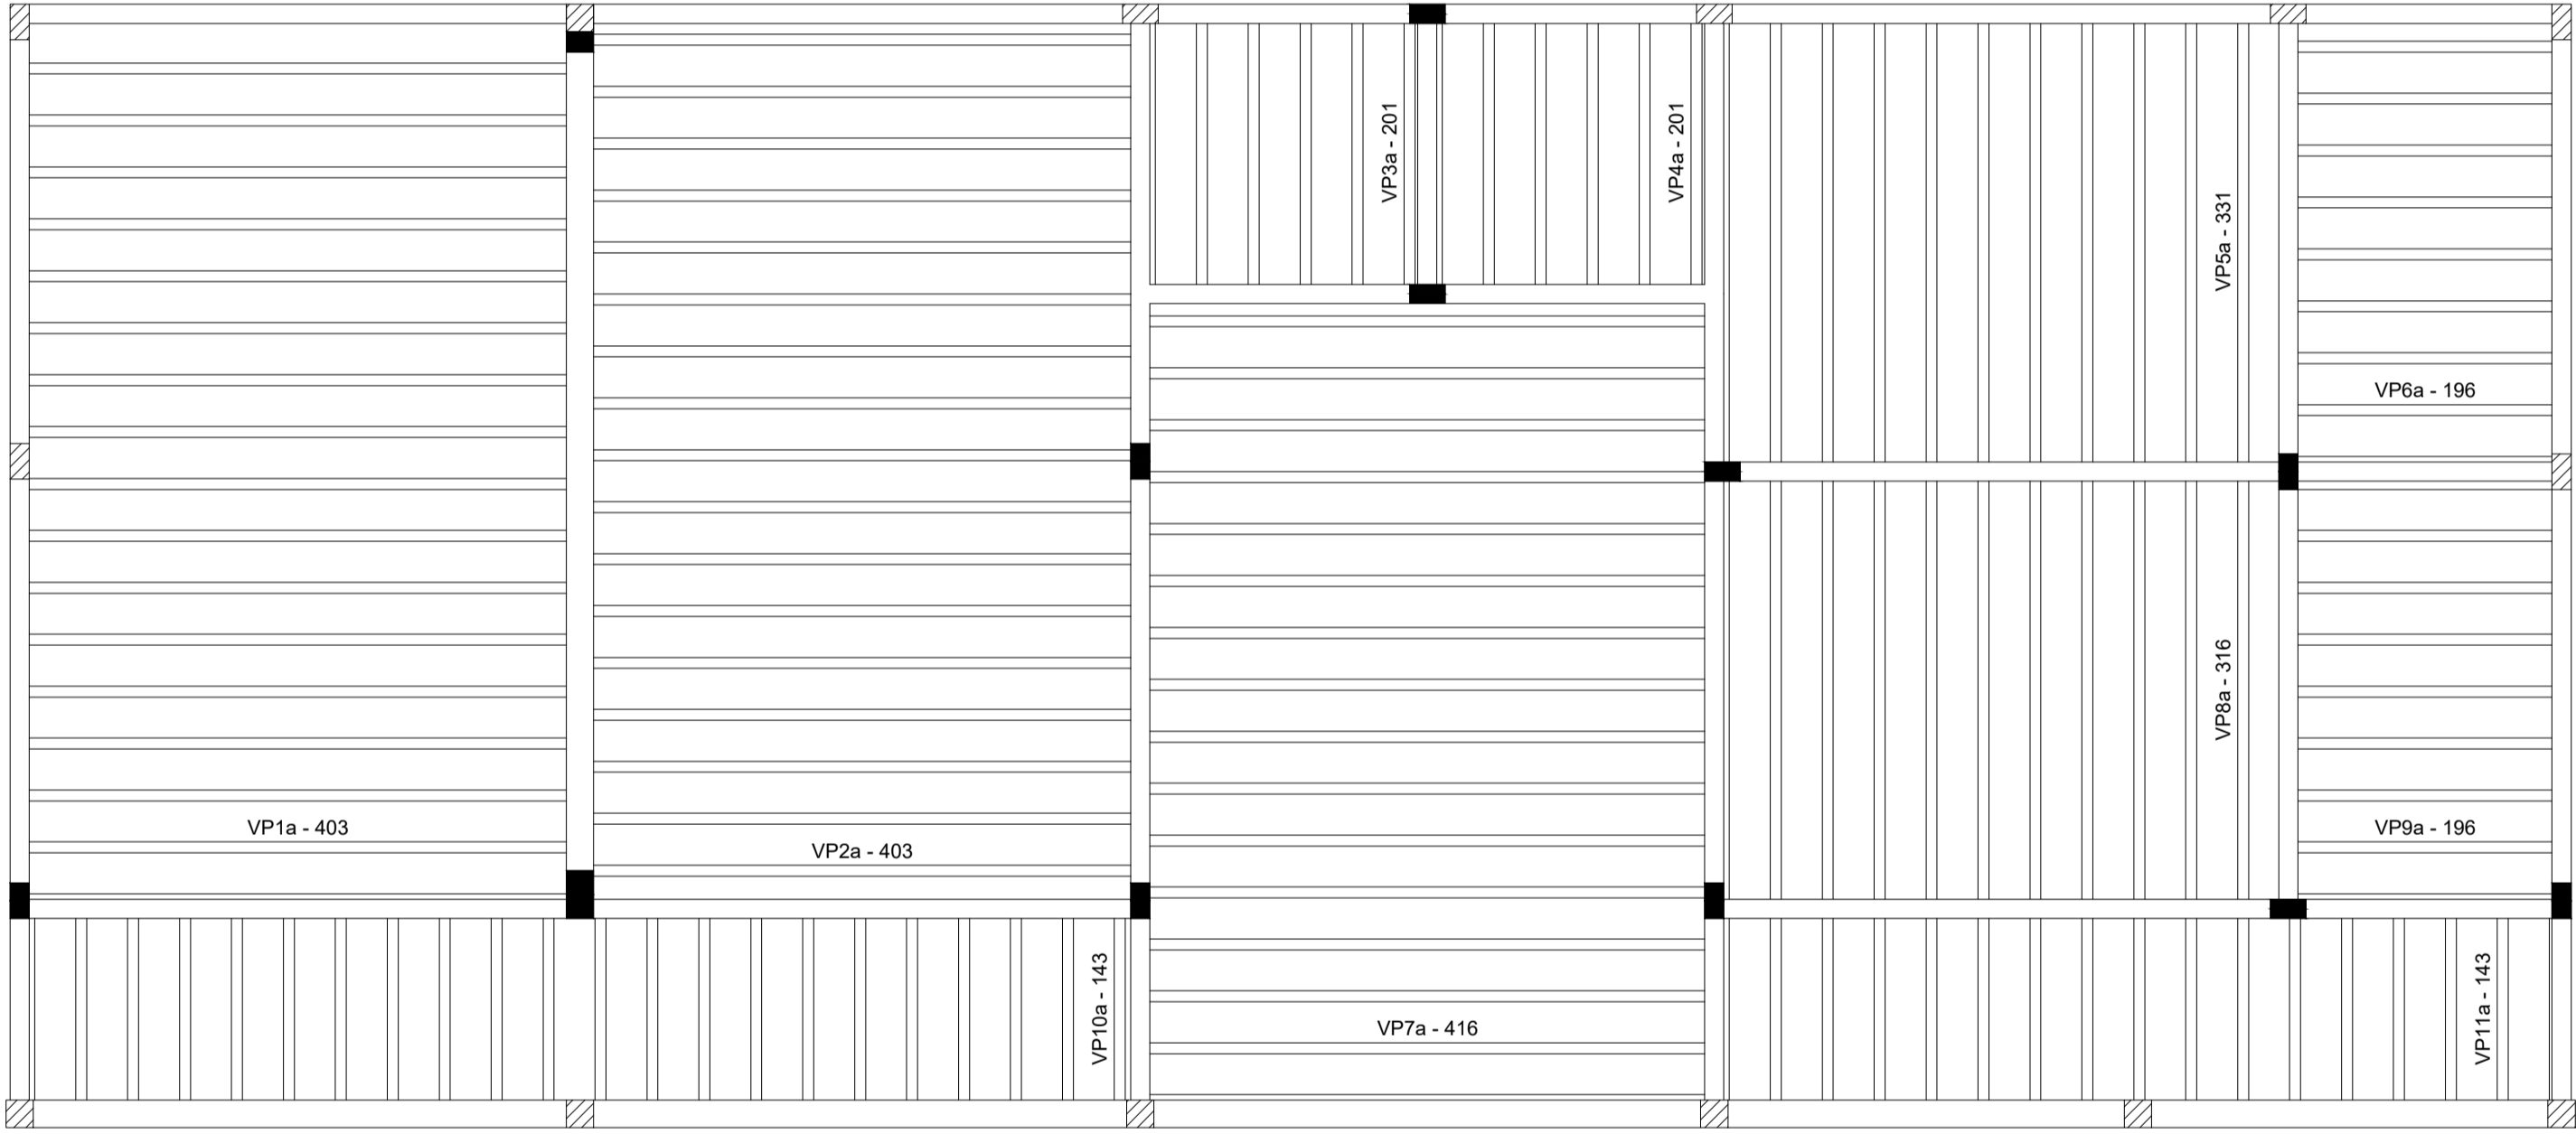 VP3a - 201
VP4a - 201
VP5a - 331
VP6a - 196
VP8a - 316
VP1a - 403
VP2a - 403
VP9a - 196
VP10a - 143
VP7a - 416
VP11a - 143